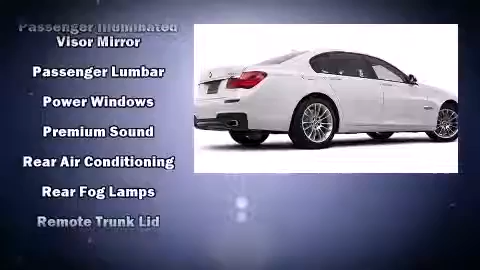 Passenger Illuminated
Visor Mirror
Passenger Lumbar
Power Windows
Premium Sound
Rear Air Conditioning
Rear Fog Lamps
Remote Trunk Lid